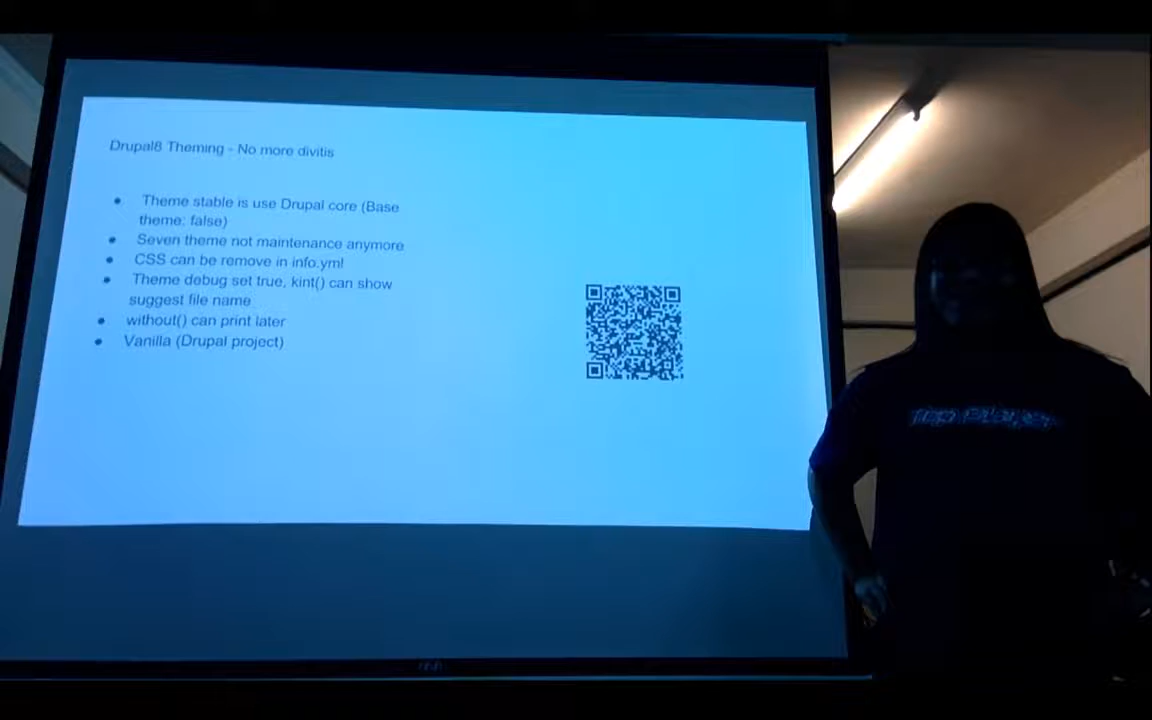 Drupal8 Theming - No more divitis
Theme stable is use Drupal core (Base
theme: false)
Seven theme not maintenance anymore
CSS can be remove in info.yml
Theme debug set true, kint() can show
suggest file name
without() can print later
Vanilla (Drupal project)